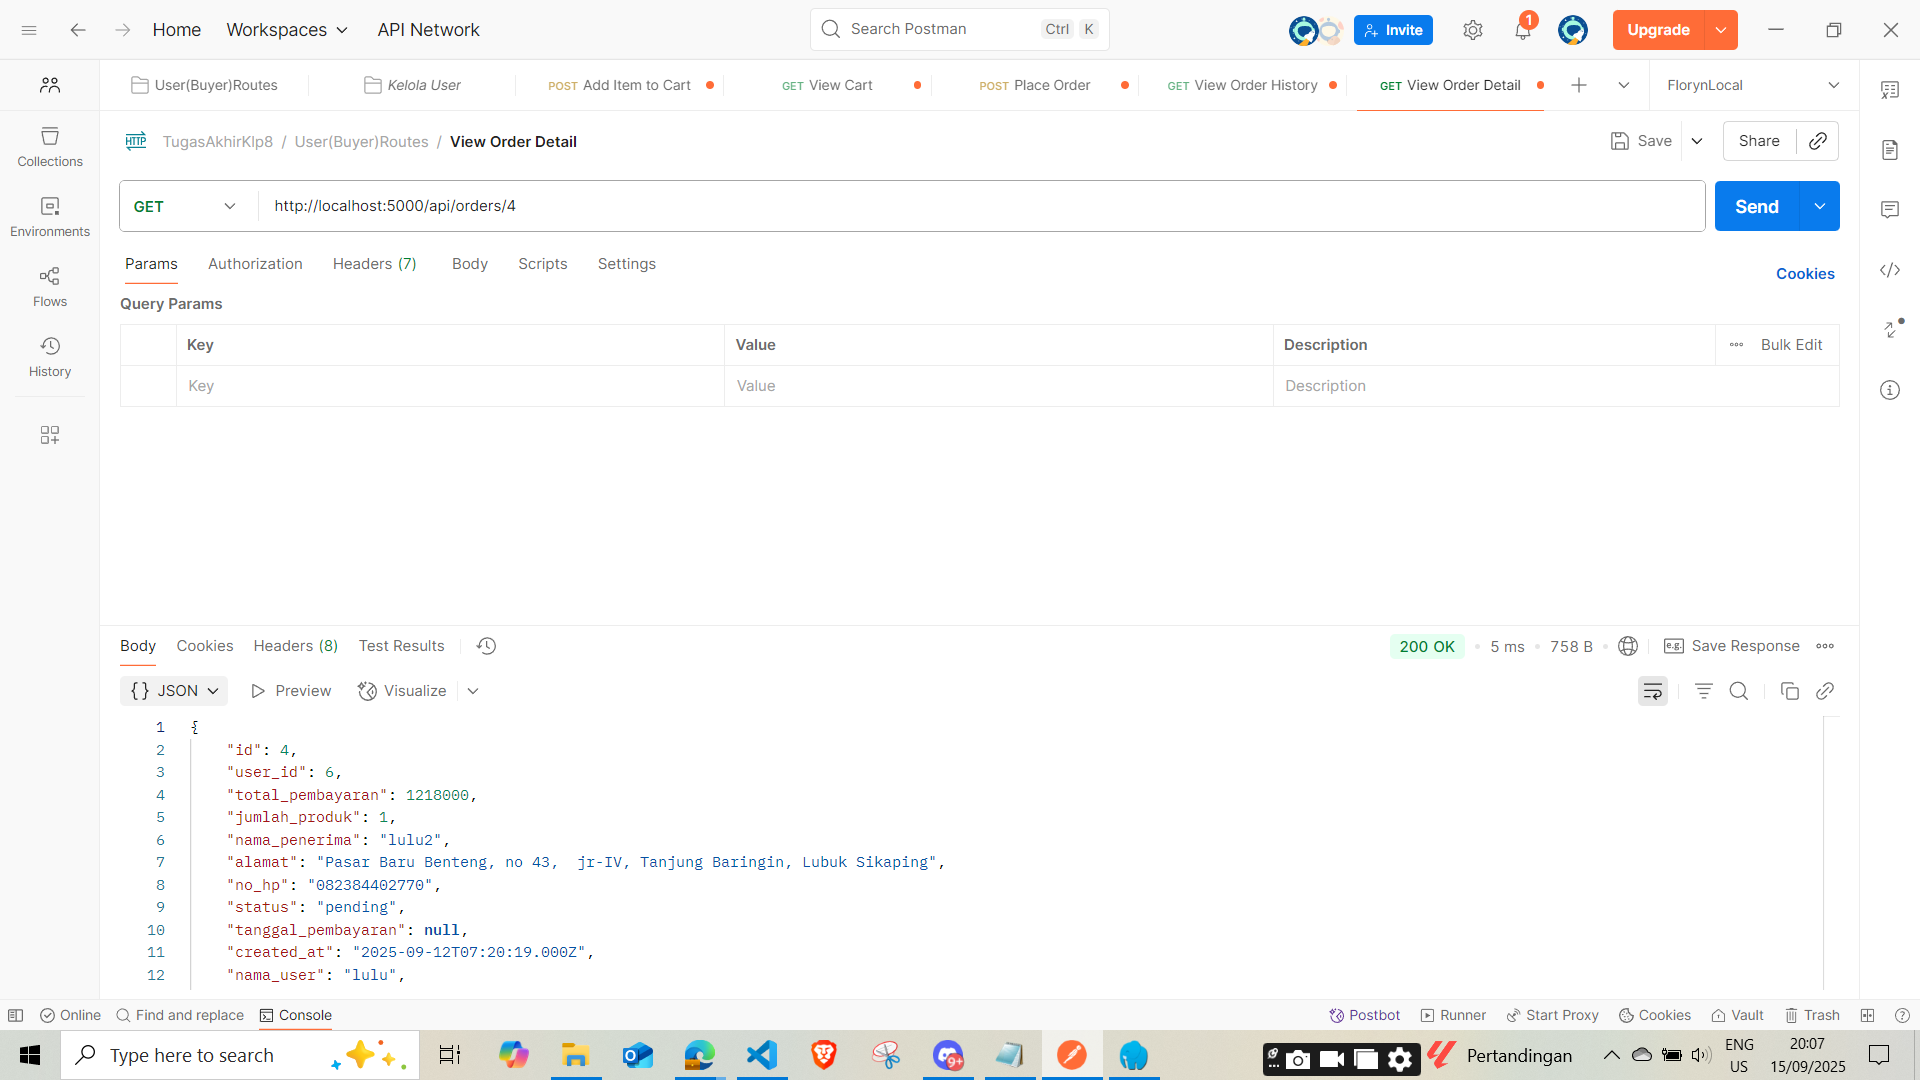 Home
Workspaces
API Network
Search Postman
Ctrl K
Invite
1
Upgrade
User(Buyer)Routes
Kelola User
POST Add Item to Cart
GET View Cart
POST Place Order
GET View Order History
GET View Order Detail
FlorynLocal
Collections
Environments
Flows
History
HTTP TugasAkhirKlp8 / User(Buyer)Routes / View Order Detail
Save
Share
GET
http://localhost:5000/api/orders/4
Send
Params
Authorization
Headers (7)
Body
Scripts
Settings
Cookies
Query Params
Key Value Description Bulk Edit
Key Value Description
Body
Cookies
Headers (8)
Test Results
200 OK
5 ms
758 B
e.g. Save Response
{} JSON
Preview
Visualize
1 {
2 "id": 4,
3 "user_id": 6,
4 "total_pembayaran": 1218000,
5 "jumlah_produk": 1,
6 "nama_penerima": "lulu2",
7 "alamat": "Pasar Baru Benteng, no 43,  jr-IV, Tanjung Baringin, Lubuk Sikaping",
8 "no_hp": "082384402770",
9 "status": "pending",
10 "tanggal_pembayaran": null,
11 "created_at": "2025-09-12T07:20:19.000Z",
12 "nama_user": "lulu",
Online
Find and replace
Console
Postbot
Runner
Start Proxy
Cookies
Vault
Trash
Type here to search
9+
Pertandingan
ENG
US
20:07
15/09/2025